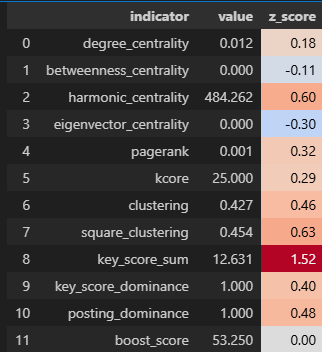 indicator value z_score
0 degree_centrality 0.012 0.18
1 betweenness_centrality 0.000 -0.11
2 harmonic_centrality 484.262 0.60
3 eigenvector_centrality 0.000 -0.30
4 pagerank 0.001 0.32
5 kcore 25.000 0.29
6 clustering 0.427 0.46
7 square_clustering 0.454 0.63
8 key_score_sum 12.631 1.52
9 key_score_dominance 1.000 0.40
10 posting_dominance 1.000 0.48
11 boost_score 53.250 0.00